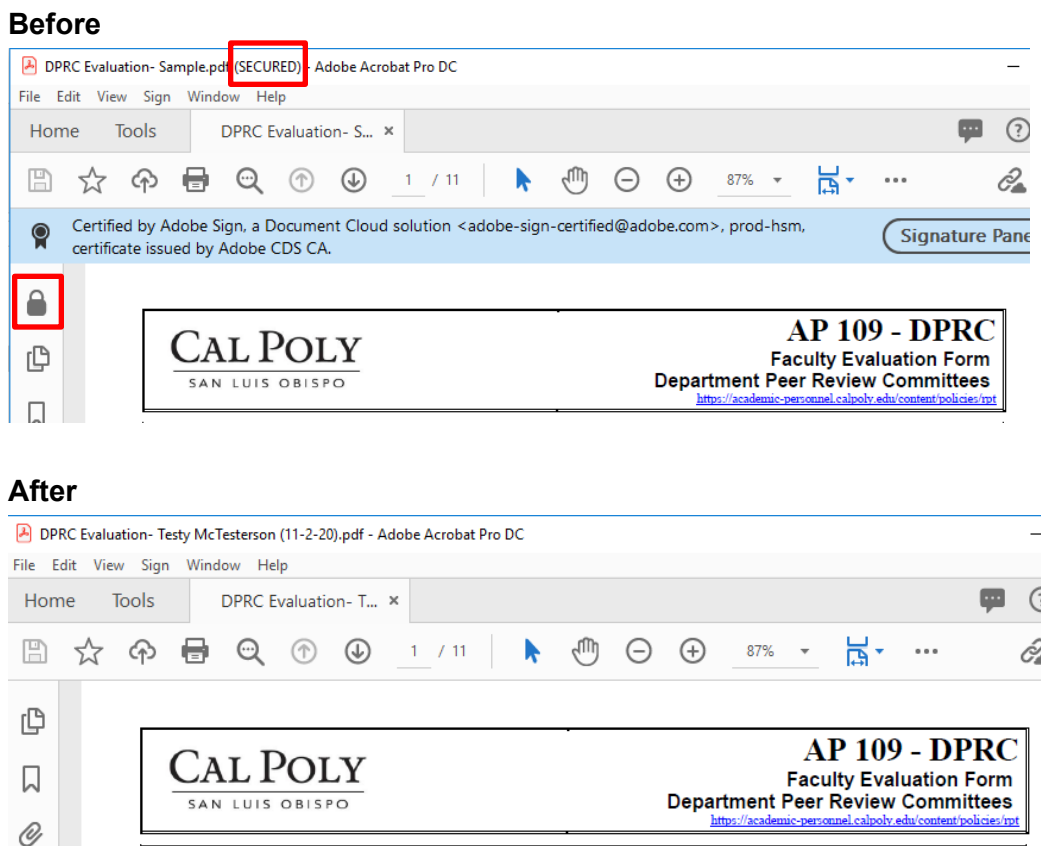 Before
DPRC Evaluation- Sample.pdf (SECURED) - Adobe Acrobat Pro DC
File Edit View Sign Window Help
Home Tools DPRC Evaluation- S... ×
1 / 11 87%
Certified by Adobe Sign, a Document Cloud solution <adobe-sign-certified@adobe.com>, prod-hsm,
certificate issued by Adobe CDS CA.
Signature Pane
CAL POLY
SAN LUIS OBISPO
AP 109 - DPRC
Faculty Evaluation Form
Department Peer Review Committees
https://academic-personnel.calpoly.edu/content/policies/rpt
After
DPRC Evaluation- Testy McTesterson (11-2-20).pdf - Adobe Acrobat Pro DC
File Edit View Sign Window Help
Home Tools DPRC Evaluation- T... ×
1 / 11 87%
CAL POLY
SAN LUIS OBISPO
AP 109 - DPRC
Faculty Evaluation Form
Department Peer Review Committees
https://academic-personnel.calpoly.edu/content/policies/rpt